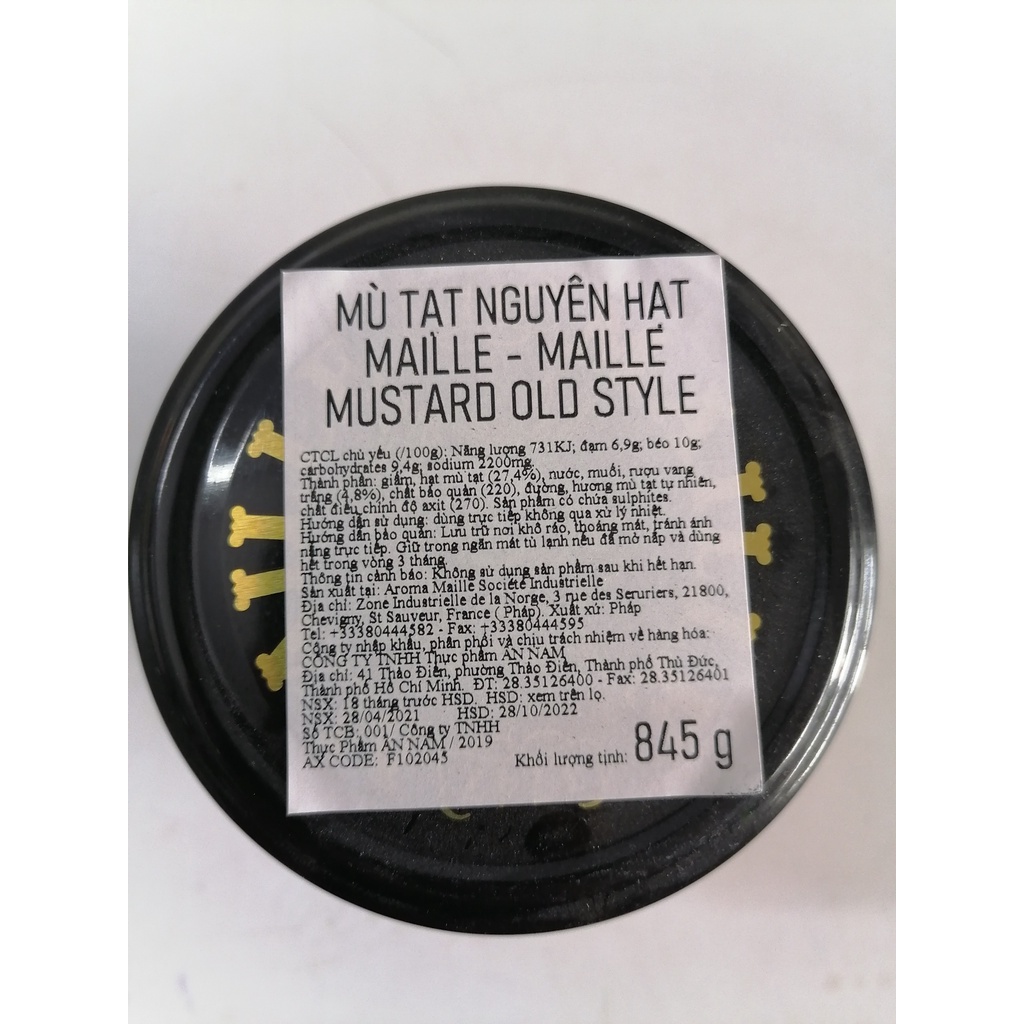 MÙ TẠT NGUYÊN HẠT
MAILLE - MAILLE
MUSTARD OLD STYLE
CTCL chủ yếu (/100g): Năng lượng 731KJ; đạm 6,9g; béo 10g;
carbohydrates 9,4g; sodium 2200mg.
Thành phần: giấm, hạt mù tạt (27,4%), nước, muối, rượu vang
trắng (4,8%), chất bảo quản (220), đường, hương mù tạt tự nhiên,
chất điều chỉnh độ axit (270). Sản phẩm có chứa sulphites.
Hướng dẫn sử dụng: dùng trực tiếp không qua xử lý nhiệt.
Hướng dẫn bảo quản: Lưu trữ nơi khô ráo, thoáng mát, tránh ánh
nắng trực tiếp. Giữ trong ngăn mát tủ lạnh nếu đã mở nắp và dùng
hết trong vòng 3 tháng.
Thông tin cảnh báo: Không sử dụng sản phẩm sau khi hết hạn.
Sản xuất tại: Aroma Maille Société Industrielle
Địa chỉ: Zone Industrielle de la Norge, 3 rue des Seruriers, 21800,
Chevigny, St Sauveur, France ( Pháp). Xuất xứ: Pháp
Tel: +33380444582 - Fax: +33380444595
Công ty nhập khẩu, phân phối và chịu trách nhiệm về hàng hóa:
CÔNG TY TNHH Thực phẩm AN NAM
Địa chỉ: 41 Thảo Điền, phường Thảo Điền, Thành phố Thủ Đức,
Thành phố Hồ Chí Minh. ĐT: 28.35126400 - Fax: 28.35126401
NSX: 18 tháng trước HSD. HSD: xem trên lọ.
NSX: 28/04/2021 HSD: 28/10/2022
Số TCB: 001/ Công ty TNHH
Thực Phẩm AN NAM / 2019
AX CODE: F102045
Khối lượng tịnh: 845 g